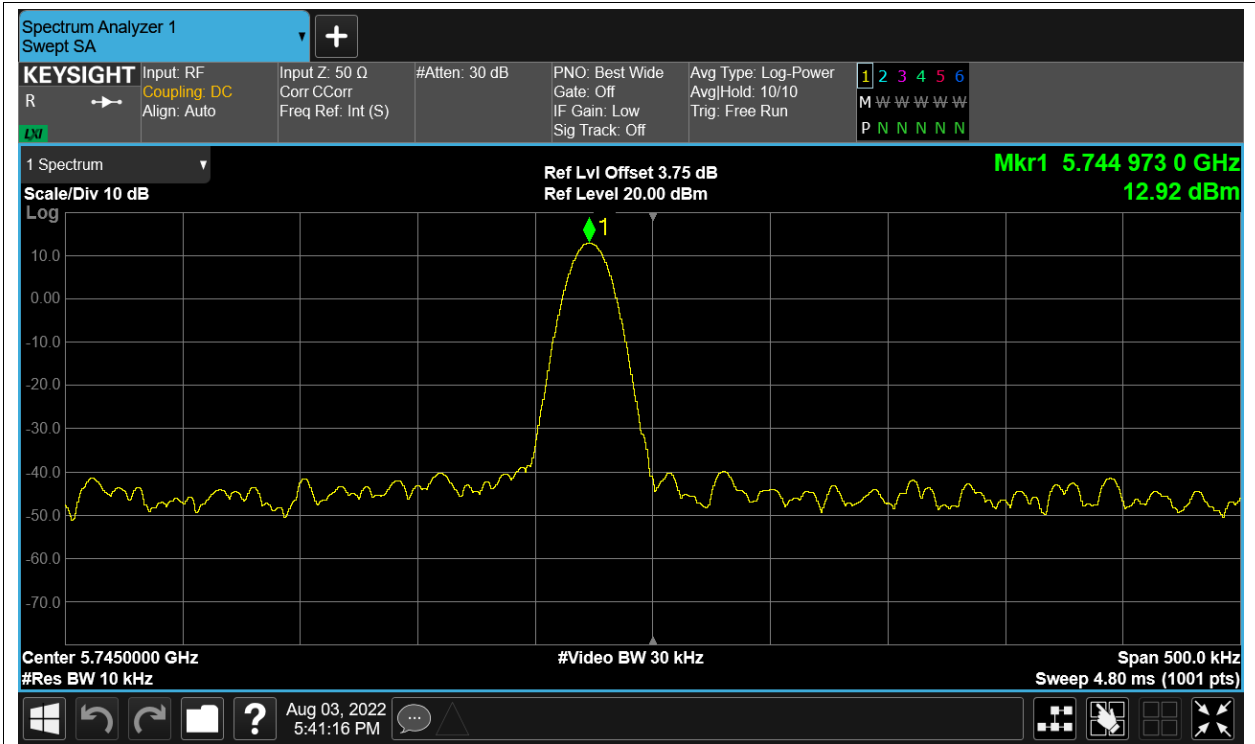 Spectrum Analyzer 1
Swept SA
+
KEYSIGHT
R
LXI
Input: RF
Coupling: DC
Align: Auto
Input Z: 50 Ω
Corr CCorr
Freq Ref: Int (S)
#Atten: 30 dB
PNO: Best Wide
Gate: Off
IF Gain: Low
Sig Track: Off
Avg Type: Log-Power
Avg|Hold: 10/10
Trig: Free Run
1 2 3 4 5 6
M W W W W W
P N N N N N
1 Spectrum
Scale/Div 10 dB
Log
Ref Lvl Offset 3.75 dB
Ref Level 20.00 dBm
Mkr1 5.744 973 0 GHz
12.92 dBm
1
10.0
0.00
-10.0
-20.0
-30.0
-40.0
-50.0
-60.0
-70.0
Center 5.7450000 GHz
#Video BW 30 kHz
Span 500.0 kHz
#Res BW 10 kHz
Sweep 4.80 ms (1001 pts)
?
Aug 03, 2022
5:41:16 PM